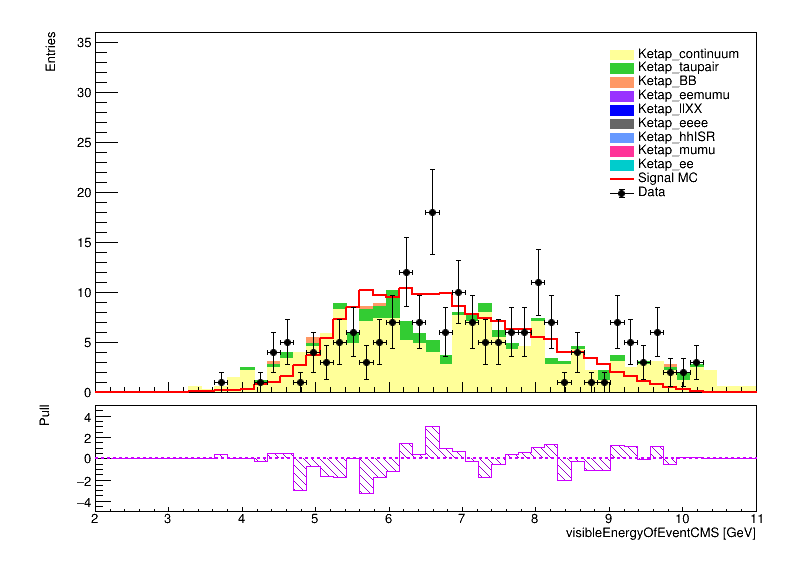 Entries
35
30
25
20
15
10
5
0
Ketap_continuum
Ketap_taupair
Ketap_BB
Ketap_eemumu
Ketap_llXX
Ketap_eeee
Ketap_hhISR
Ketap_mumu
Ketap_ee
Signal MC
Data
Pull
4
2
0
−2
−4
2 3 4 5 6 7 8 9 10 11
visibleEnergyOfEventCMS [GeV]